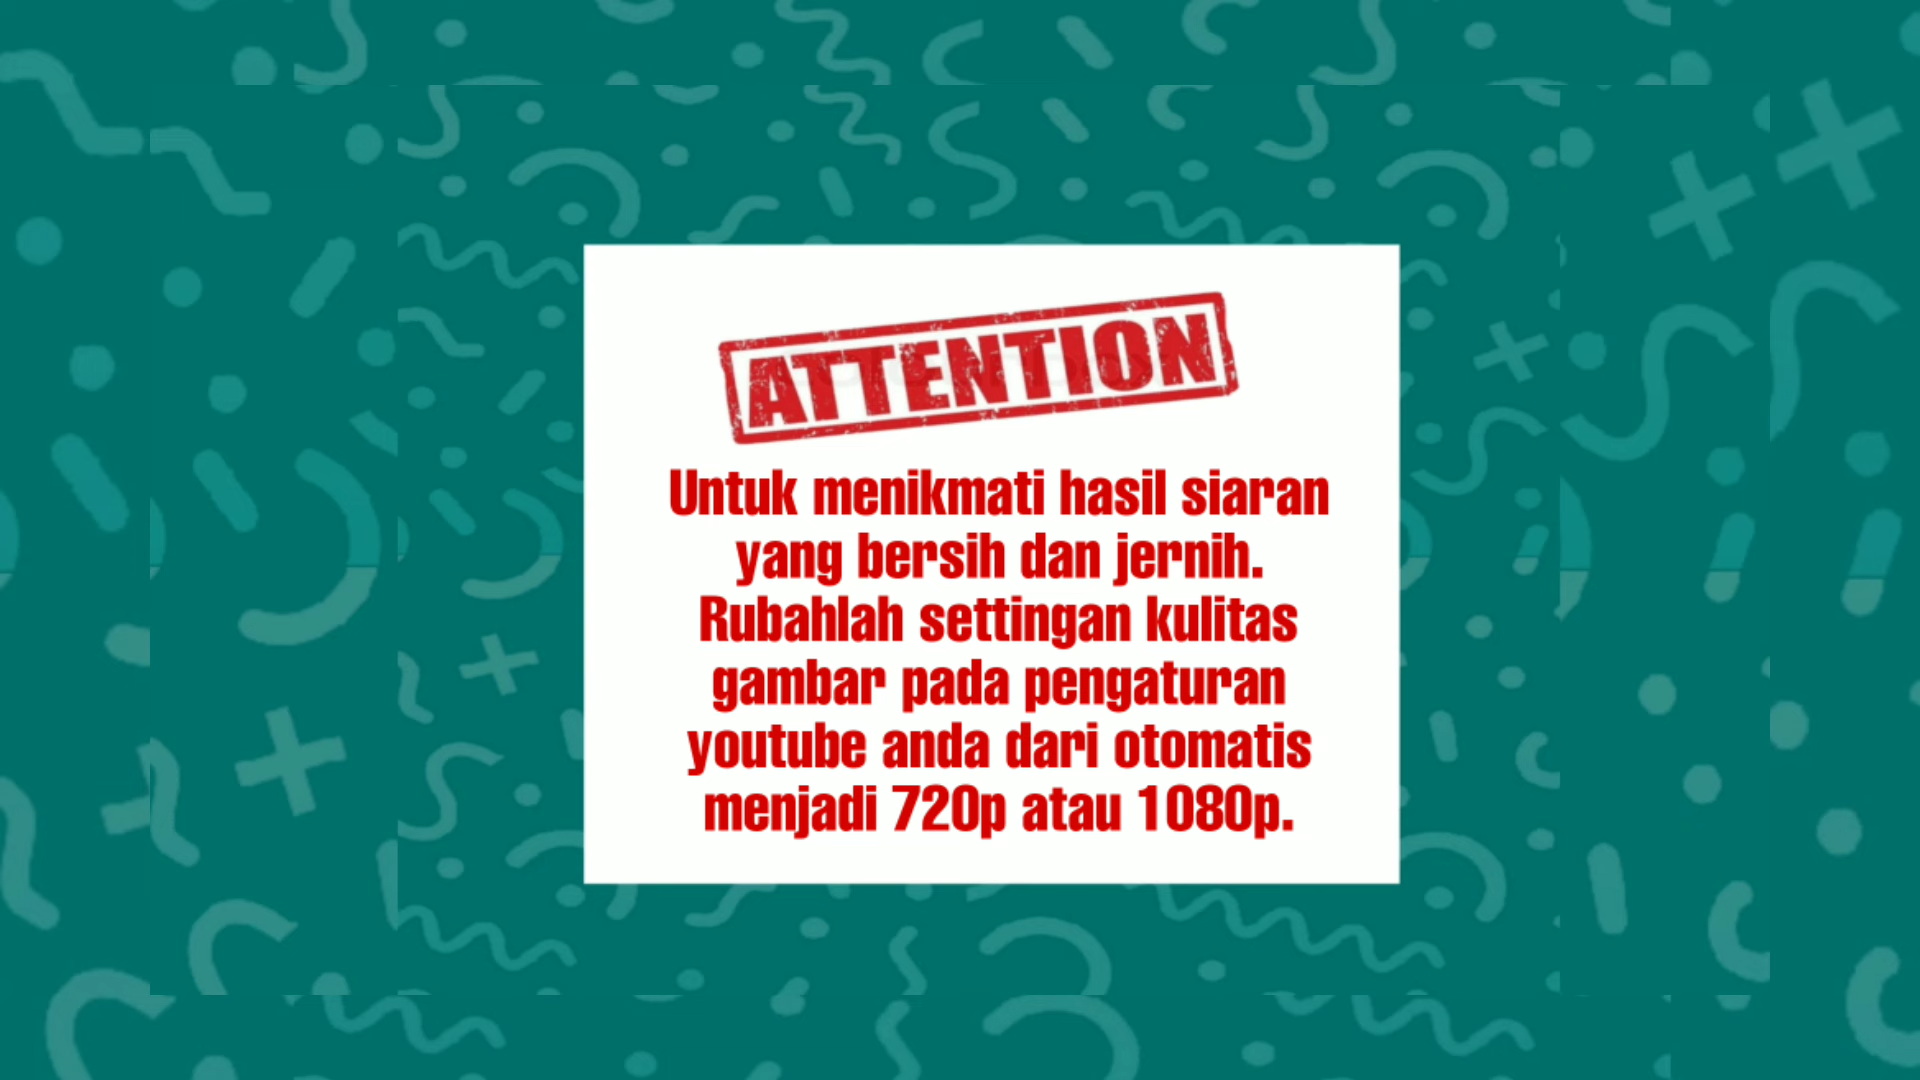 ATTENTION
Untuk menikmati hasil siaran
yang bersih dan jernih.
Rubahlah settingan kulitas
gambar pada pengaturan
youtube anda dari otomatis
menjadi 720p atau 1080p.